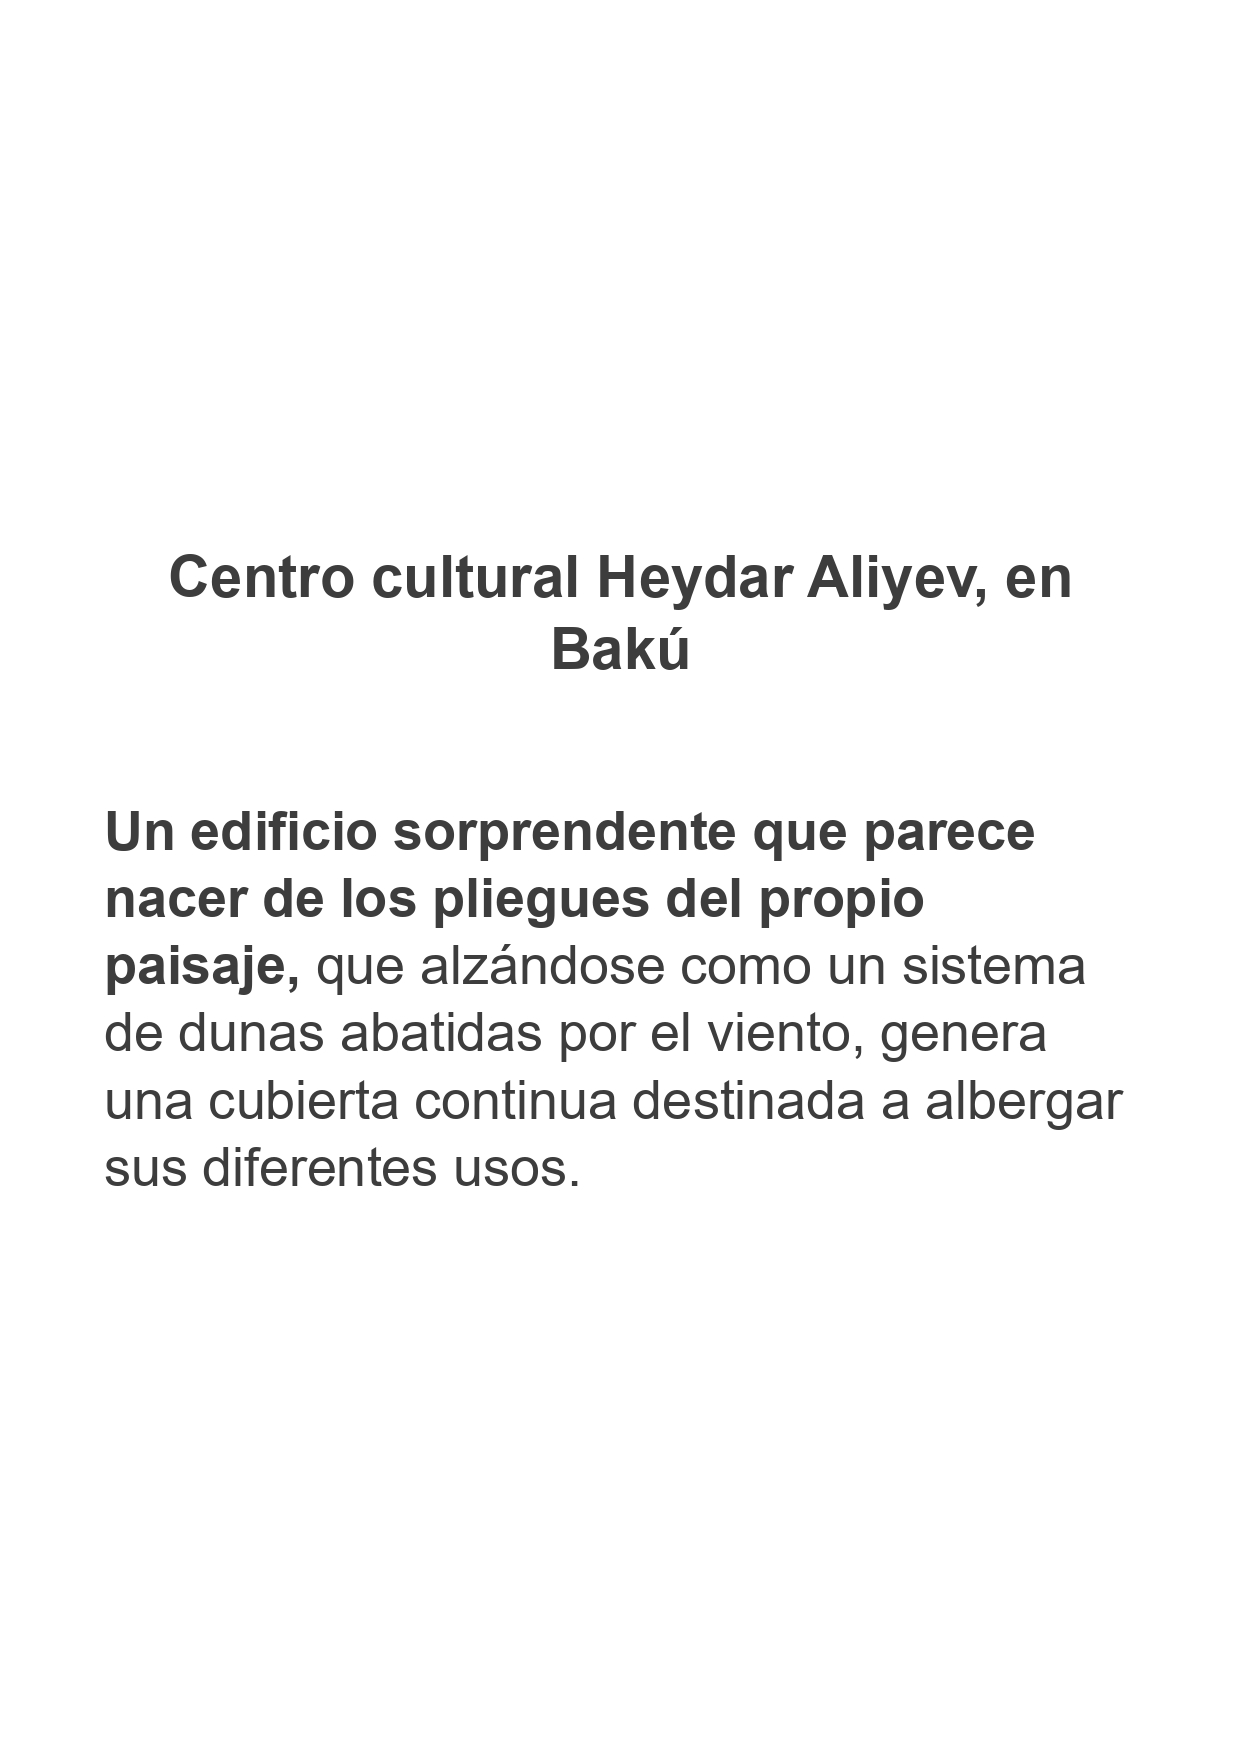 Centro cultural Heydar Aliyev, en
Bakú
Un edificio sorprendente que parece
nacer de los pliegues del propio
paisaje, que alzándose como un sistema
de dunas abatidas por el viento, genera
una cubierta continua destinada a albergar
sus diferentes usos.